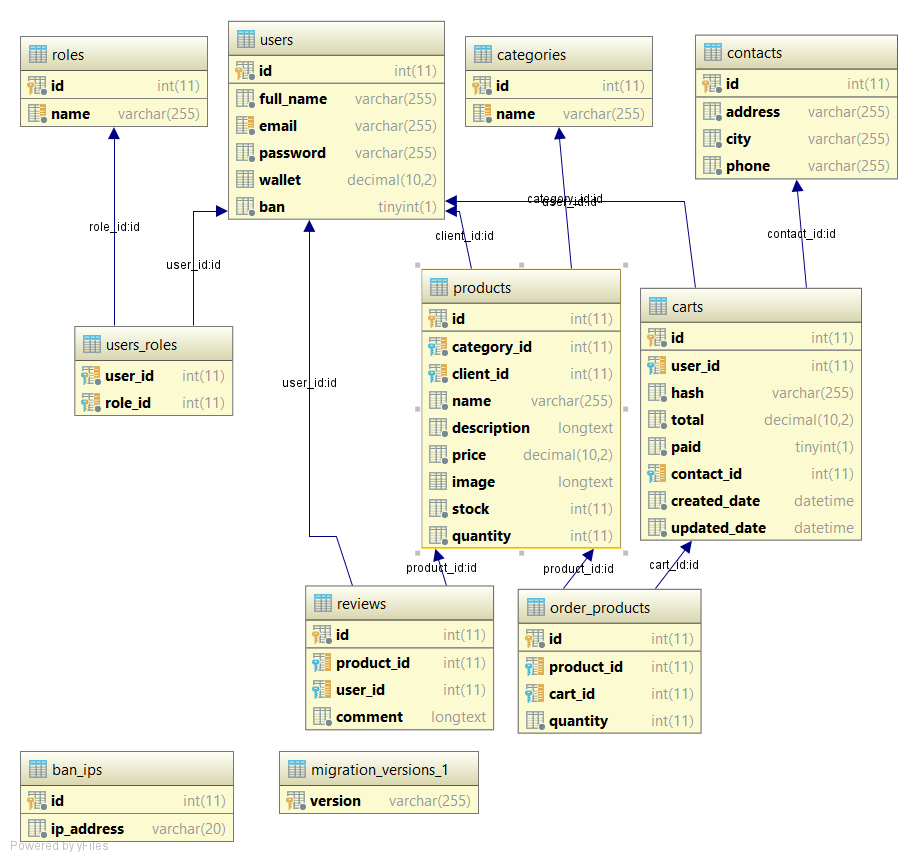 roles
id int(11)
name varchar(255)
users
id int(11)
full_name varchar(255)
email varchar(255)
password varchar(255)
wallet decimal(10,2)
ban tinyint(1)
categories
id int(11)
name varchar(255)
contacts
id int(11)
address varchar(255)
city varchar(255)
phone varchar(255)
role_id:id
user_id:id
client_id:id
category_id:id
user_id:id
contact_id:id
users_roles
user_id int(11)
role_id int(11)
user_id:id
products
id int(11)
category_id int(11)
client_id int(11)
name varchar(255)
description longtext
price decimal(10,2)
image longtext
stock int(11)
quantity int(11)
carts
id int(11)
user_id int(11)
hash varchar(255)
total decimal(10,2)
paid tinyint(1)
contact_id int(11)
created_date datetime
updated_date datetime
product_id:id
product_id:id
cart_id:id
reviews
id int(11)
product_id int(11)
user_id int(11)
comment longtext
order_products
id int(11)
product_id int(11)
cart_id int(11)
quantity int(11)
ban_ips
id int(11)
ip_address varchar(20)
migration_versions_1
version varchar(255)
Powered by yFiles